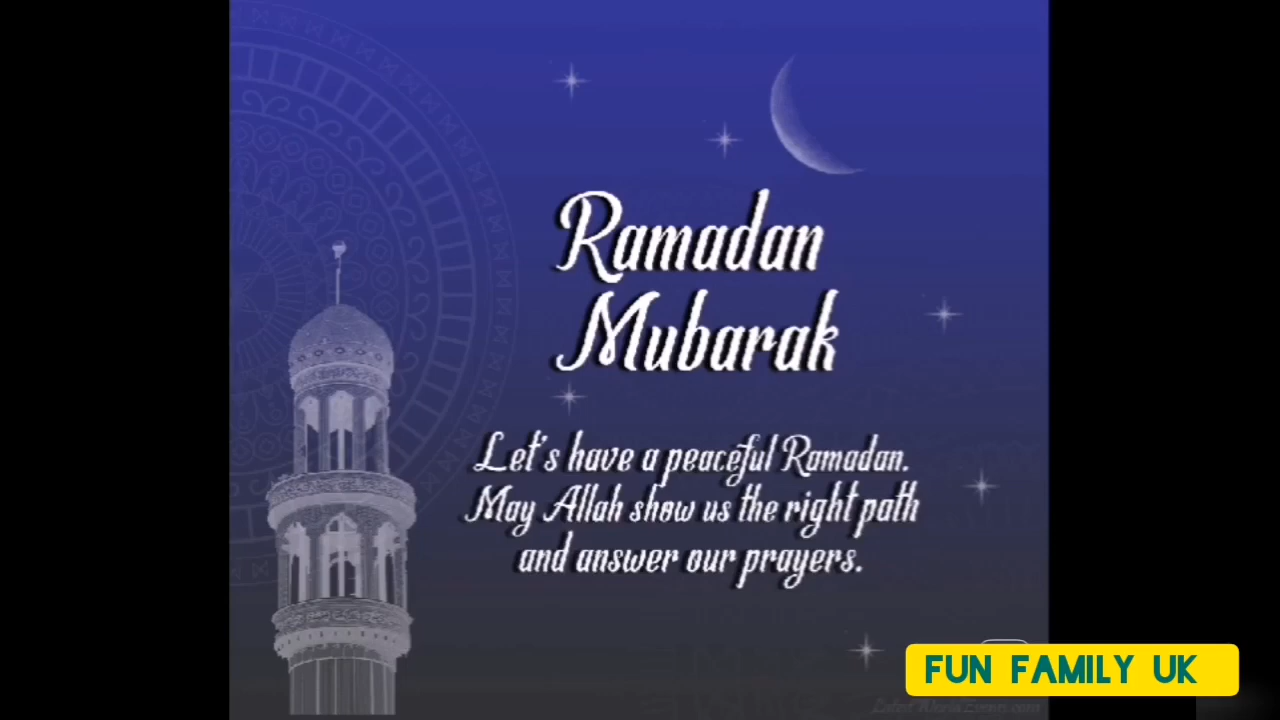 Ramadan
Mubarak
Let's have a peaceful Ramadan.
May Allah show us the right path
and answer our prayers.
FUN FAMILY UK